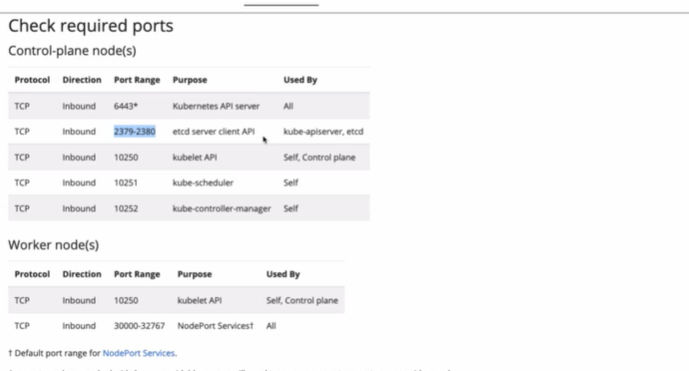 Check required ports
Control-plane node(s)
Protocol Direction Port Range Purpose Used By
TCP Inbound 6443* Kubernetes API server All
TCP Inbound 2379-2380 etcd server client API kube-apiserver, etcd
TCP Inbound 10250 kubelet API Self, Control plane
TCP Inbound 10251 kube-scheduler Self
TCP Inbound 10252 kube-controller-manager Self
Worker node(s)
Protocol Direction Port Range Purpose Used By
TCP Inbound 10250 kubelet API Self, Control plane
TCP Inbound 30000-32767 NodePort Services† All
† Default port range for NodePort Services.